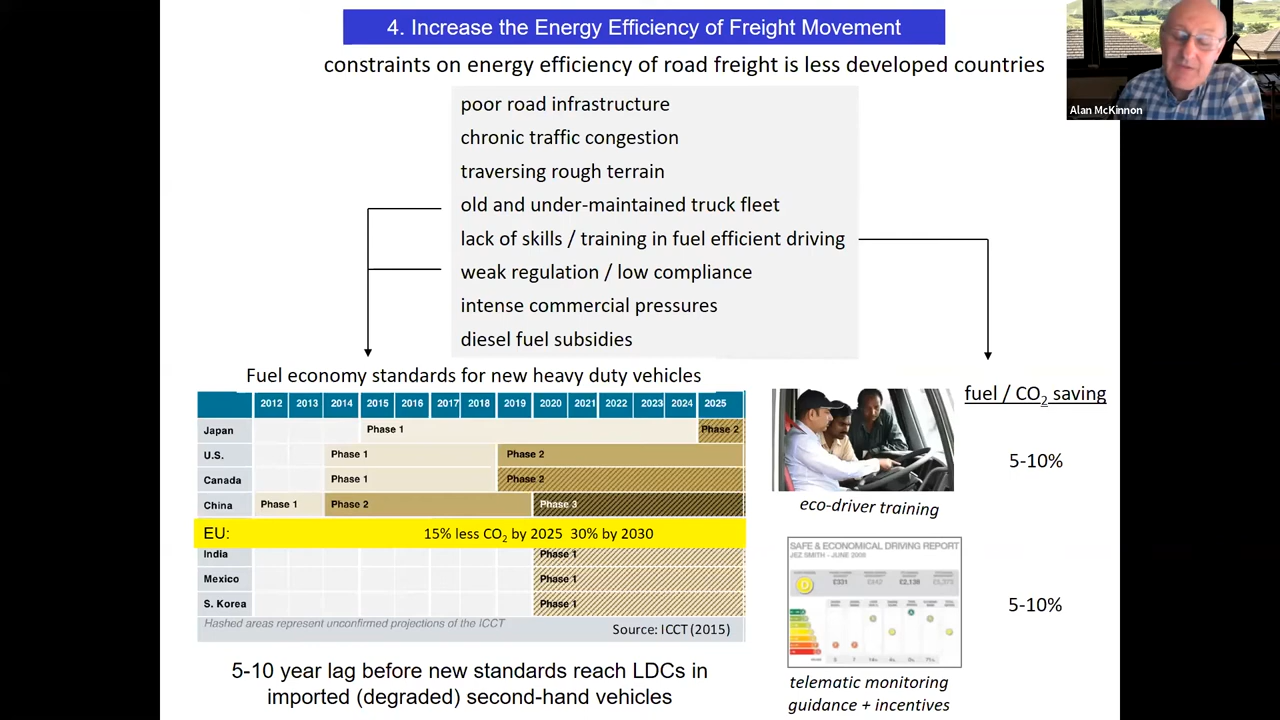 4. Increase the Energy Efficiency of Freight Movement
constraints on energy efficiency of road freight is less developed countries
Alan McKinnon
poor road infrastructure
chronic traffic congestion
traversing rough terrain
old and under-maintained truck fleet
lack of skills / training in fuel efficient driving
weak regulation / low compliance
intense commercial pressures
diesel fuel subsidies
Fuel economy standards for new heavy duty vehicles
2012 2013 2014 2015 2016 2017 2018 2019 2020 2021 2022 2023 2024 2025
Japan Phase 1 Phase 2
U.S. Phase 1 Phase 2
Canada Phase 1 Phase 2
China Phase 1 Phase 2 Phase 3
EU: 15% less CO2 by 2025 30% by 2030
India Phase 1
Mexico Phase 1
S. Korea Phase 1
Hashed areas represent unconfirmed projections of the ICCT
Source: ICCT (2015)
5-10 year lag before new standards reach LDCs in
imported (degraded) second-hand vehicles
fuel / CO2 saving
5-10%
eco-driver training
SAFE & ECONOMICAL DRIVING REPORT
JEZ SMITH - JUNE 2008
D £331 £2,138
5-10%
telematic monitoring
guidance + incentives